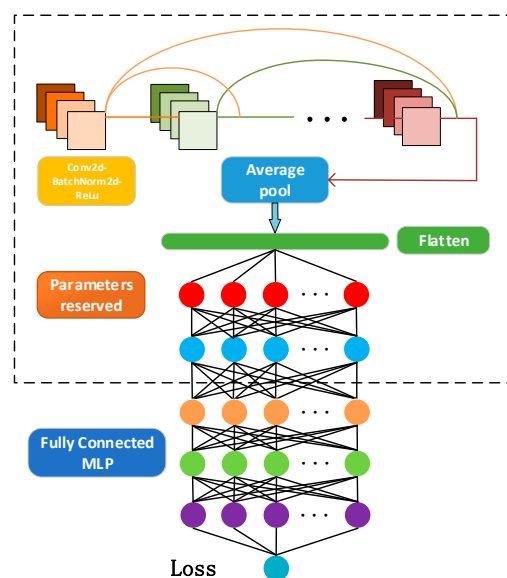 Conv2d-
BatchNorm2d-
ReLu
Average
pool
Flatten
Parameters
reserved
Fully Connected
MLP
Loss